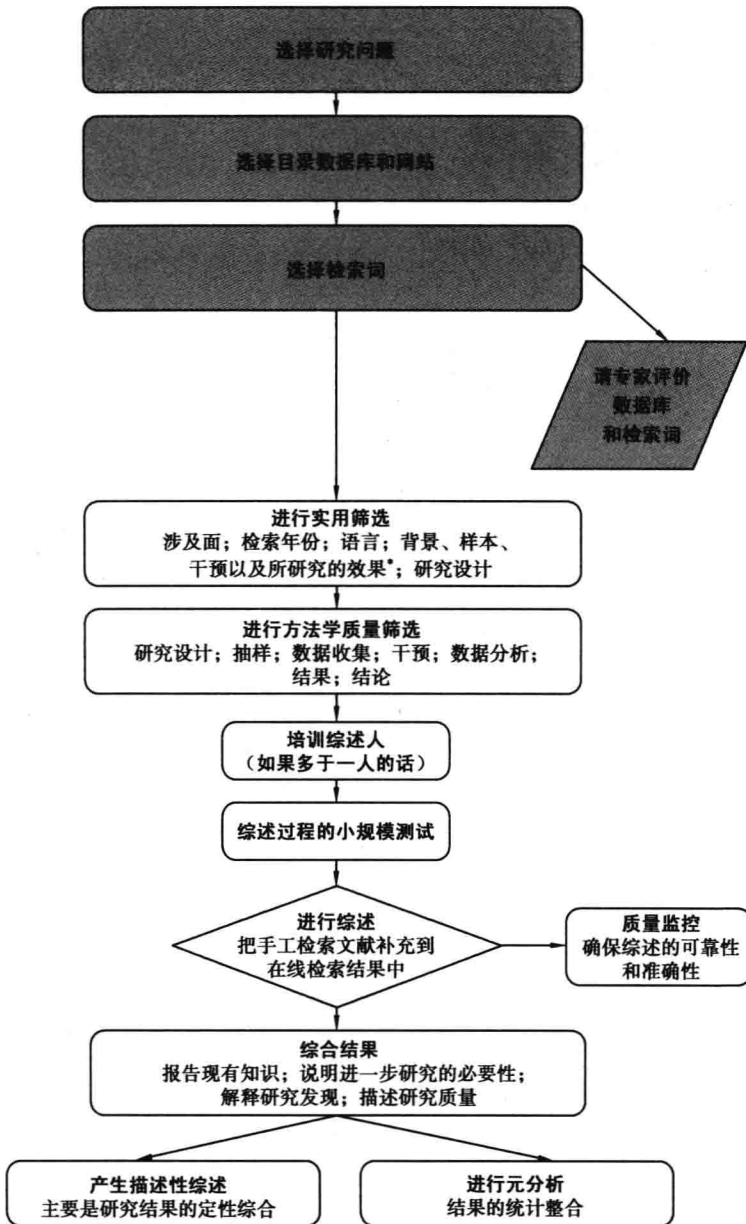 选择研究问题
选择目录数据库和网站
选择检索词
请专家评价
数据库
和检索词
进行实用筛选
涉及面；检索年份；语言；背景、样本、
干预以及所研究的效果*；研究设计
进行方法学质量筛选
研究设计；抽样；数据收集；干预；数据分析；
结果；结论
培训综述人
（如果多于一人的话）
综述过程的小规模测试
进行综述
把手工检索文献补充到
在线检索结果中
质量监控
确保综述的可靠性
和准确性
综合结果
报告现有知识；说明进一步研究的必要性；
解释研究发现；描述研究质量
产生描述性综述
主要是研究结果的定性综合
进行元分析
结果的统计整合